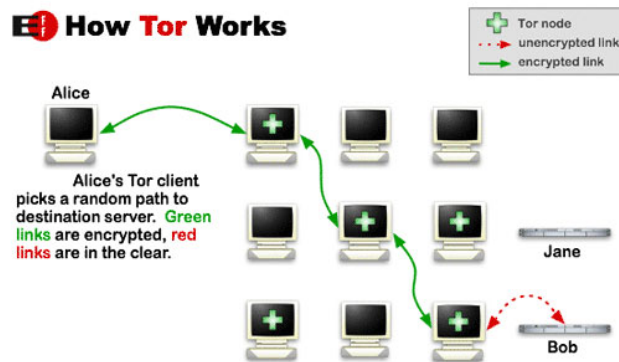 EFF How Tor Works
Tor node
unencrypted link
encrypted link
Alice
Alice's Tor client
picks a random path to
destination server. Green
links are encrypted, red
links are in the clear.
Jane
Bob